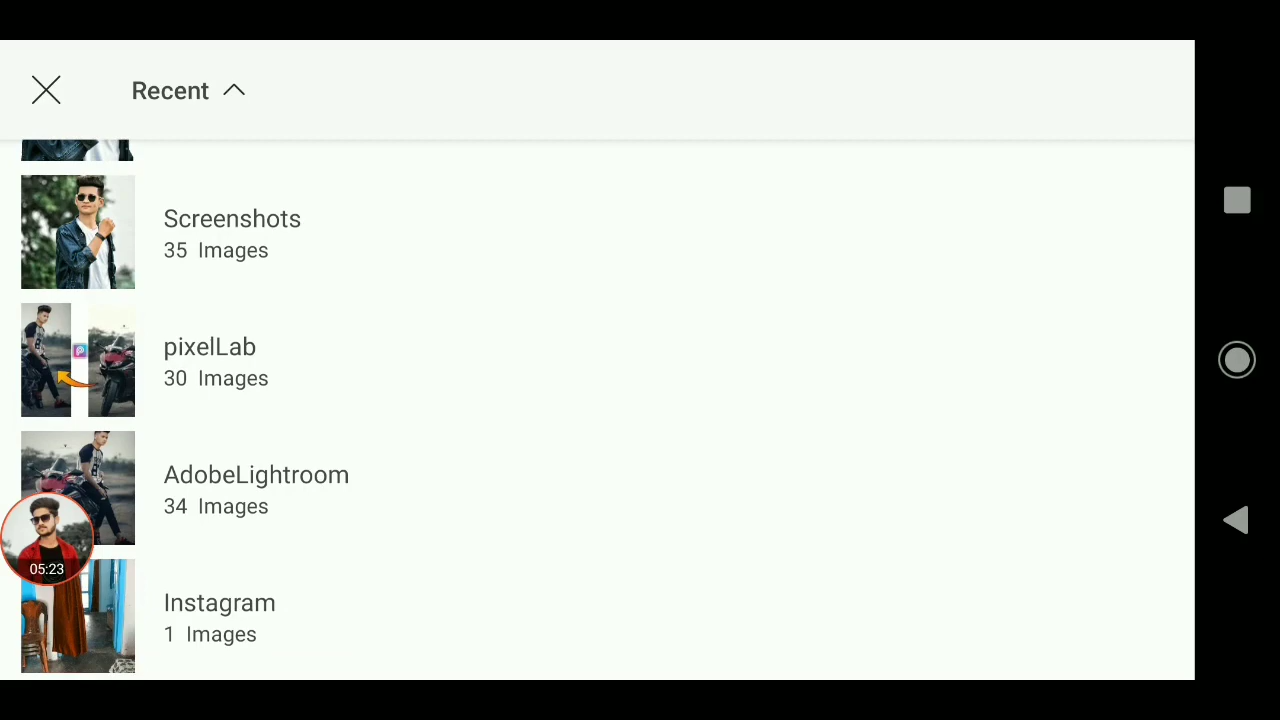 Recent
Screenshots
35 Images
pixelLab
30 Images
AdobeLightroom
34 Images
05:23
Instagram
1 Images